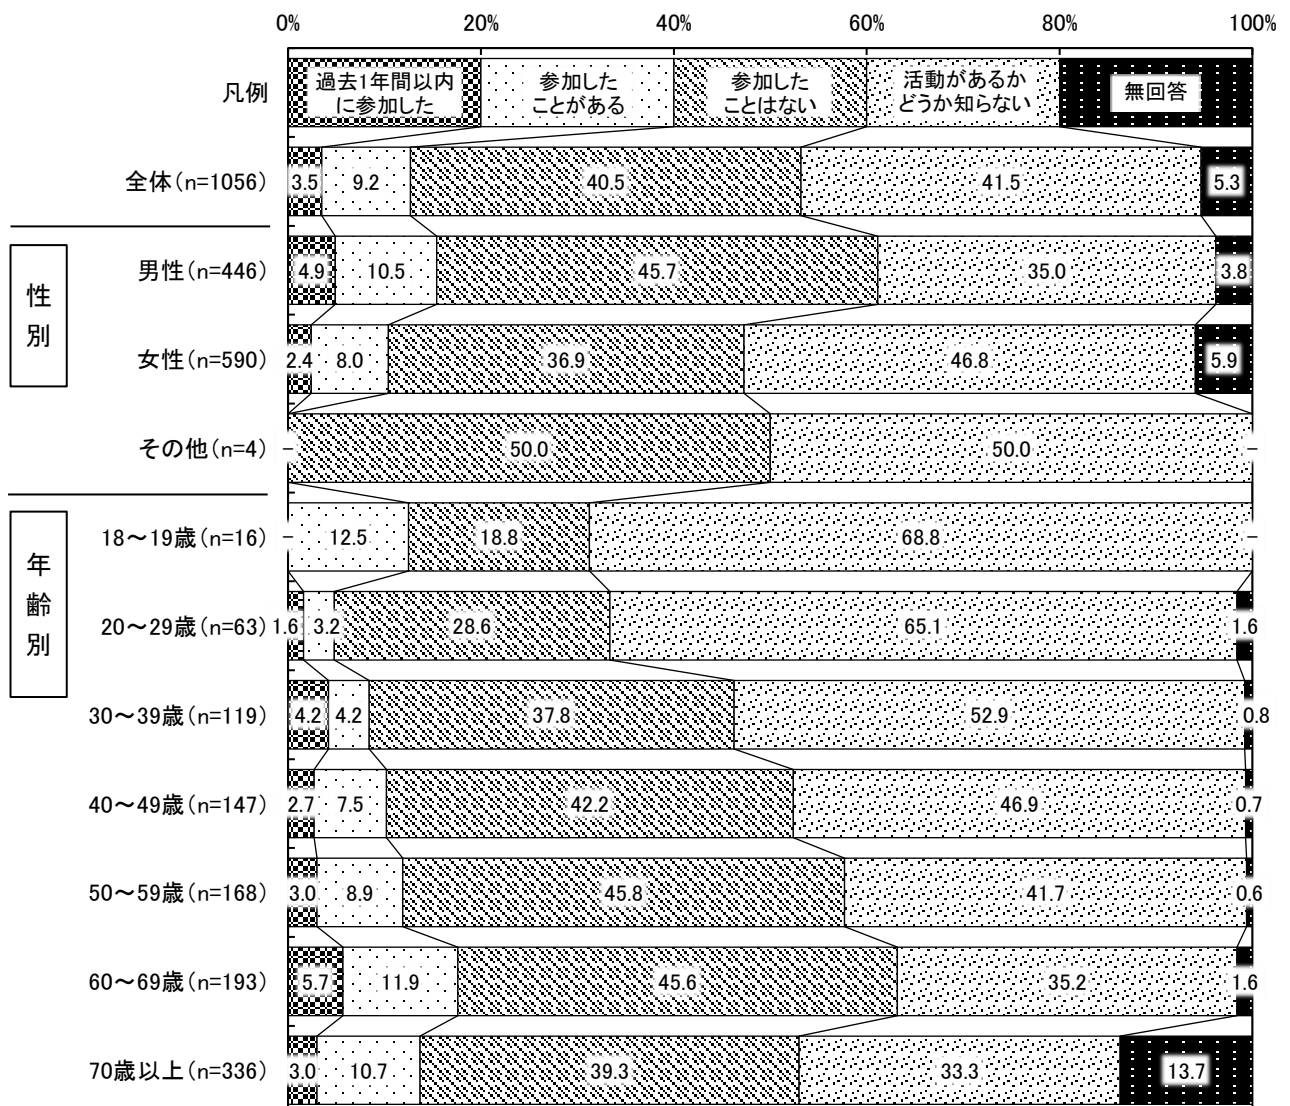 0% 20% 40% 60% 80% 100%
凡例
過去1年間以内
に参加した
参加した
ことがある
参加した
ことはない
活動があるか
どうか知らない
無回答
全体(n=1056) 3.5 9.2 40.5 41.5 5.3
性別
男性(n=446) 4.9 10.5 45.7 35.0 3.8
女性(n=590) 2.4 8.0 36.9 46.8 5.9
その他(n=4) - 50.0 50.0 -
年齢別
18～19歳(n=16) - 12.5 18.8 68.8 -
20～29歳(n=63) 1.6 3.2 28.6 65.1 1.6
30～39歳(n=119) 4.2 4.2 37.8 52.9 0.8
40～49歳(n=147) 2.7 7.5 42.2 46.9 0.7
50～59歳(n=168) 3.0 8.9 45.8 41.7 0.6
60～69歳(n=193) 5.7 11.9 45.6 35.2 1.6
70歳以上(n=336) 3.0 10.7 39.3 33.3 13.7